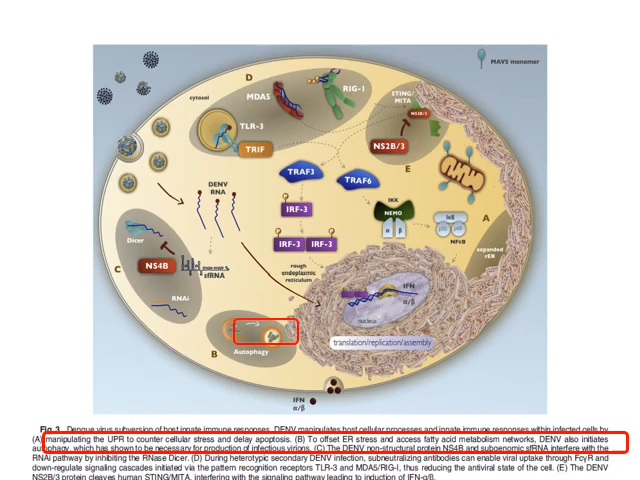 MAVS monomer
D
cytosol
MDA5
RIG-I
STING/
MITA
NS2B/3
TLR-3
TRIF
NS2B/3
E
TRAF3
TRAF6
DENV
RNA
IKK
NEMO
α β
IRF-3
IκB
p50 p65
NFκB
A
expanded
rER
Dicer
IRF-3 IRF-3
C
NS4B
sfRNA
rough
endoplasmic
reticulum
RNAi
IFN
α/β
nucleus
translation/replication/assembly
B
Autophagy
IFN
α/β
Fig. 3. Dengue virus subversion of host innate immune responses. DENV manipulates host cellular processes and innate immune responses within infected cells by
(A) manipulating the UPR to counter cellular stress and delay apoptosis. (B) To offset ER stress and access fatty acid metabolism networks, DENV also initiates
autophagy, which has shown to be necessary for production of infectious virions. (C) The DENV non-structural protein NS4B and subgenomic sfRNA interfere with the
RNAi pathway by inhibiting the RNase Dicer. (D) During heterotypic secondary DENV infection, subneutralizing antibodies can enable viral uptake through FcγR and
down-regulate signaling cascades initiated via the pattern recognition receptors TLR-3 and MDA5/RIG-I, thus reducing the antiviral state of the cell. (E) The DENV
NS2B/3 protein cleaves human STING/MITA, interfering with the signaling pathway leading to induction of IFN-α/β.